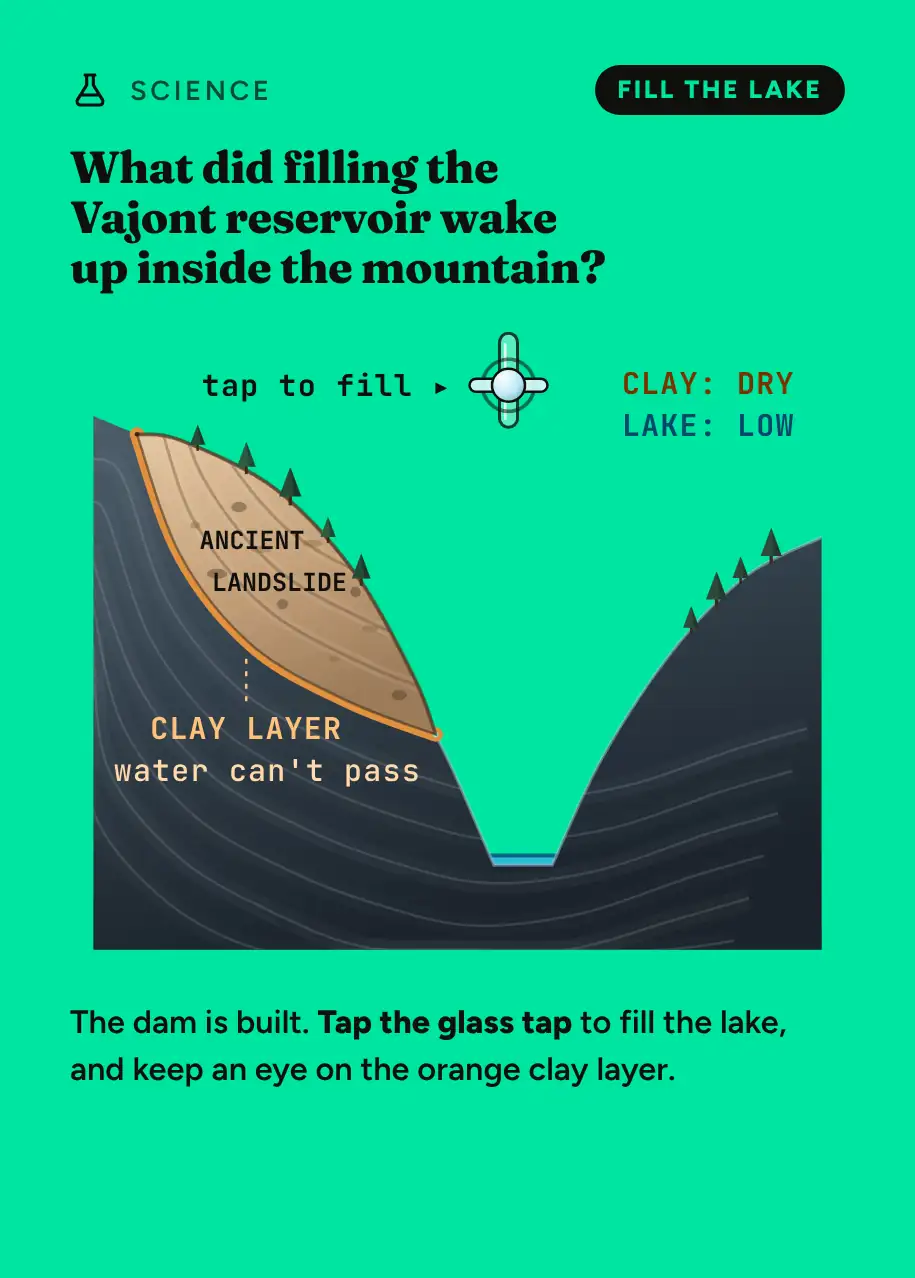 SCIENCE
FILL THE LAKE
What did filling the
Vajont reservoir wake
up inside the mountain?
tap to fill ▸
CLAY: DRY
LAKE: LOW
ANCIENT
LANDSLIDE
CLAY LAYER
water can't pass
The dam is built. Tap the glass tap to fill the lake,
and keep an eye on the orange clay layer.